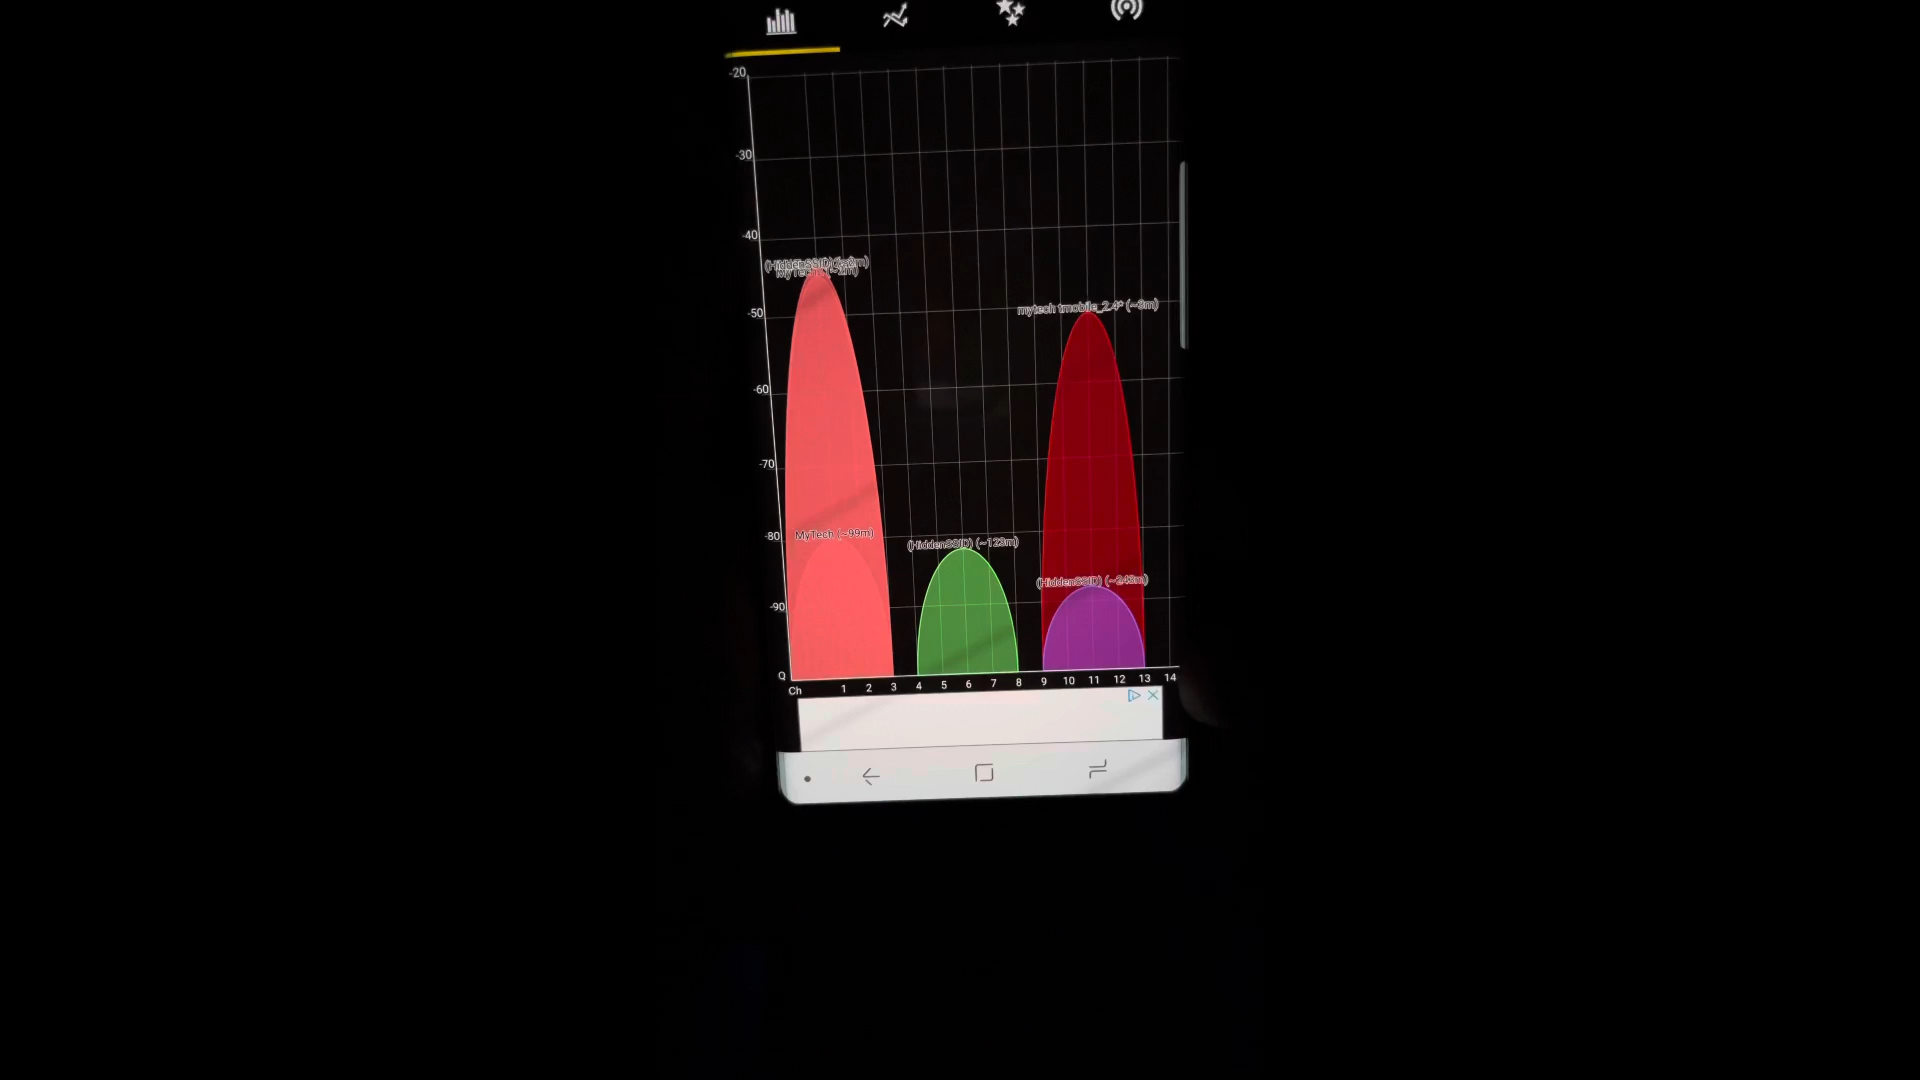 -20
-30
-40
-50
mytech tmobile_2.4* (~3m)
-60
-70
-80
MyTech (~99m)
(HiddenSSID) (~123m)
(HiddenSSID) (~243m)
-90
Ch 1 2 3 4 5 6 7 8 9 10 11 12 13 14